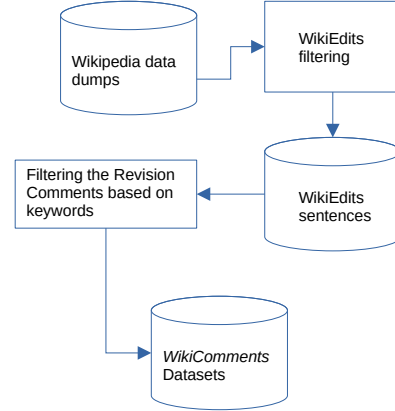 Wikipedia data
dumps
WikiEdits
filtering
WikiEdits
sentences
Filtering the Revision
Comments based on
keywords
WikiComments
Datasets